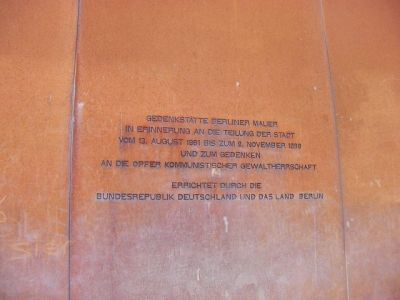 GEDENKSTÄTTE BERLINER MAUER
IN ERINNERUNG AN DIE TEILUNG DER STADT
VOM 13. AUGUST 1961 BIS ZUM 9. NOVEMBER 1989
UND ZUM GEDENKEN
AN DIE OPFER KOMMUNISTISCHER GEWALTHERRSCHAFT
ERRICHTET DURCH DIE
BUNDESREPUBLIK DEUTSCHLAND UND DAS LAND BERLIN